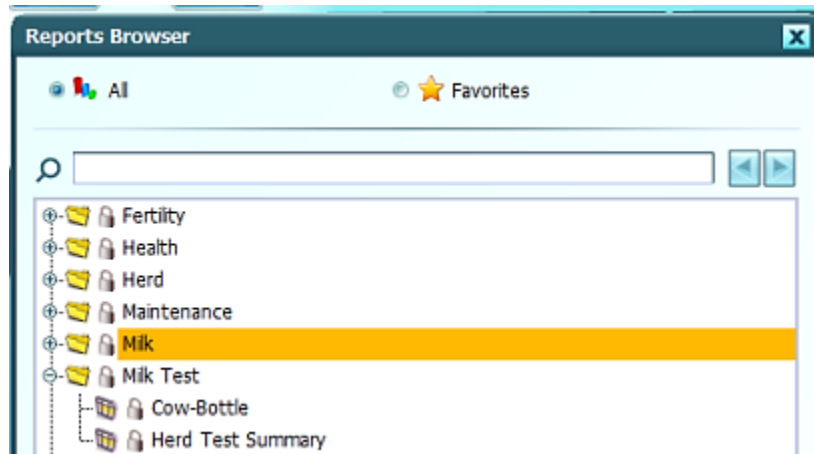 Reports Browser
All
Favorites
Fertility
Health
Herd
Maintenance
Milk
Milk Test
Cow-Bottle
Herd Test Summary